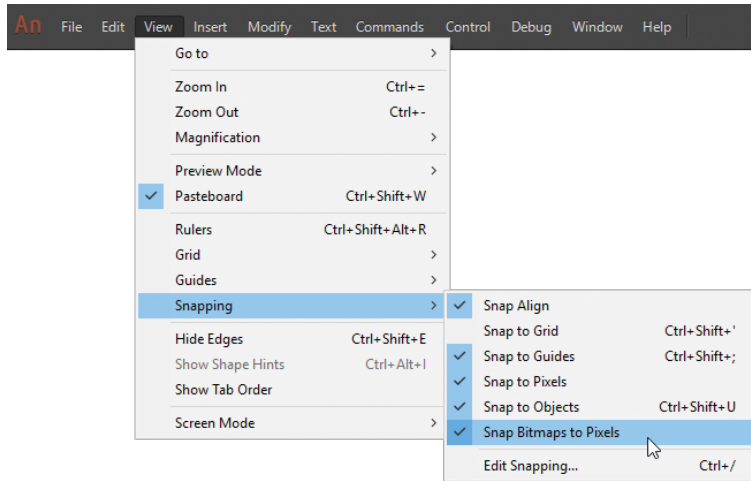 An File Edit View Insert Modify Text Commands Control Debug Window Help
Go to
Zoom In Ctrl+=
Zoom Out Ctrl+-
Magnification
Preview Mode
Pasteboard Ctrl+Shift+W
Rulers Ctrl+Shift+Alt+R
Grid
Guides
Snapping
Hide Edges Ctrl+Shift+E
Show Shape Hints Ctrl+Alt+I
Show Tab Order
Screen Mode
Snap Align
Snap to Grid Ctrl+Shift+'
Snap to Guides Ctrl+Shift+;
Snap to Pixels
Snap to Objects Ctrl+Shift+U
Snap Bitmaps to Pixels
Edit Snapping... Ctrl+/